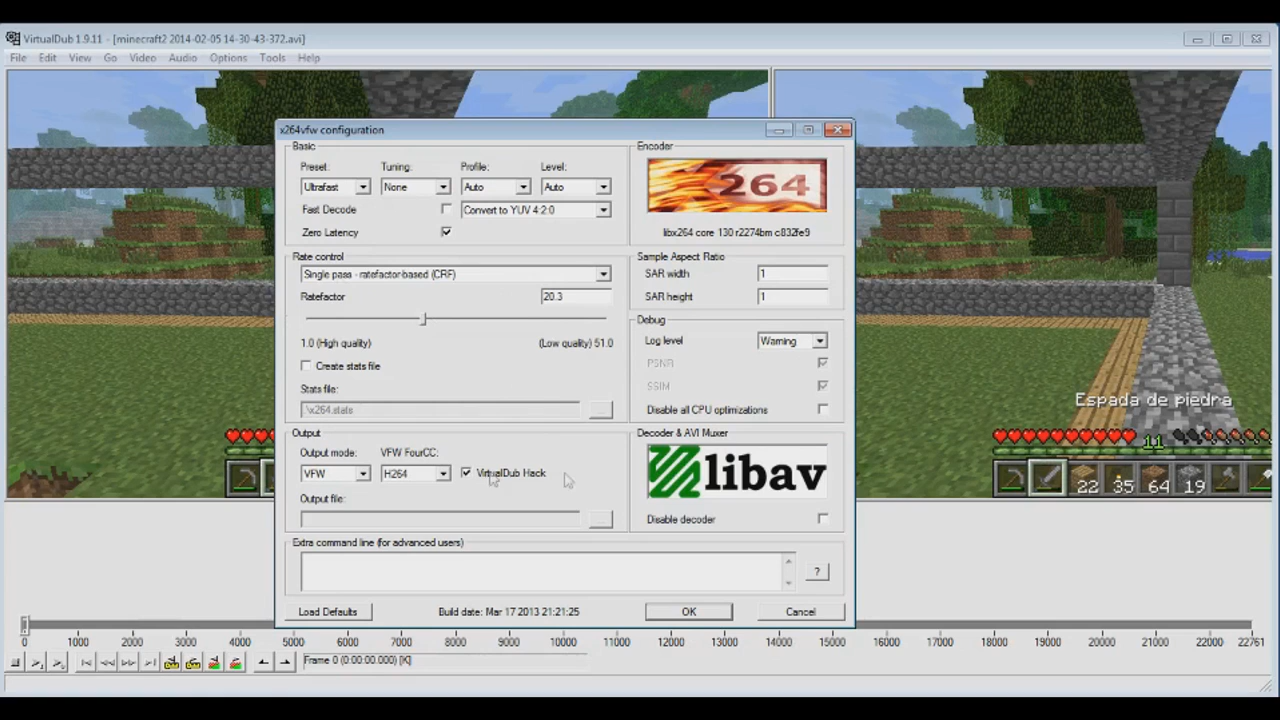 VirtualDub 1.9.11 - [minecraft2 2014-02-05 14-30-43-372.avi]
File Edit View Go Video Audio Options Tools Help
x264vfw configuration
Basic
Preset: Tuning: Profile: Level:
Ultrafast None Auto Auto
Fast Decode Convert to YUV 4:2:0
Zero Latency
Encoder
264
libx264 core 130 r2274bm c832fe9
Rate control
Single pass - ratefactor-based (CRF)
Ratefactor 20.3
1.0 (High quality) (Low quality) 51.0
Create stats file
Stats file:
.\x264.stats
...
Sample Aspect Ratio
SAR width 1
SAR height 1
Debug
Log level Warning
PSNR
SSIM
Disable all CPU optimizations
Output
Output mode: VFW FourCC:
VFW H264 VirtualDub Hack
Output file:
...
Decoder & AVI Muxer
libav
Disable decoder
Extra command line (for advanced users)
?
Load Defaults Build date: Mar 17 2013 21:21:25 OK Cancel
Espada de piedra
11
22 35 64 19
0 1000 2000 3000 4000 5000 6000 7000 8000 9000 10000 11000 12000 13000 14000 15000 16000 17000 18000 19000 20000 21000 22000 22761
Frame 0 (0:00:00.000) [K]